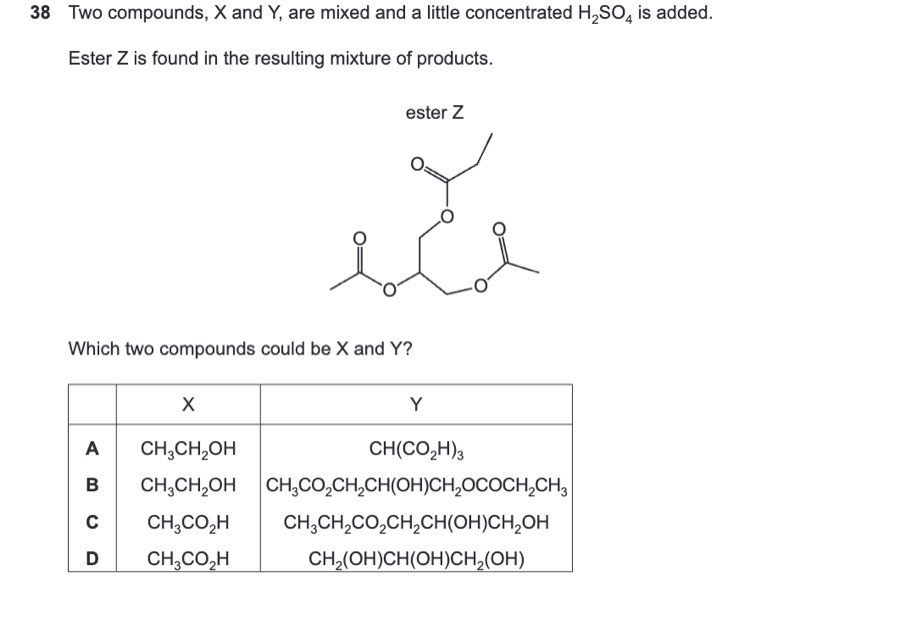 38 Two compounds, X and Y, are mixed and a little concentrated H₂SO₄ is added.
Ester Z is found in the resulting mixture of products.
ester Z
O
O
O
O
O
O
Which two compounds could be X and Y?
X Y
A CH₃CH₂OH CH(CO₂H)₃
B CH₃CH₂OH CH₃CO₂CH₂CH(OH)CH₂OCOCH₂CH₃
C CH₃CO₂H CH₃CH₂CO₂CH₂CH(OH)CH₂OH
D CH₃CO₂H CH₂(OH)CH(OH)CH₂(OH)